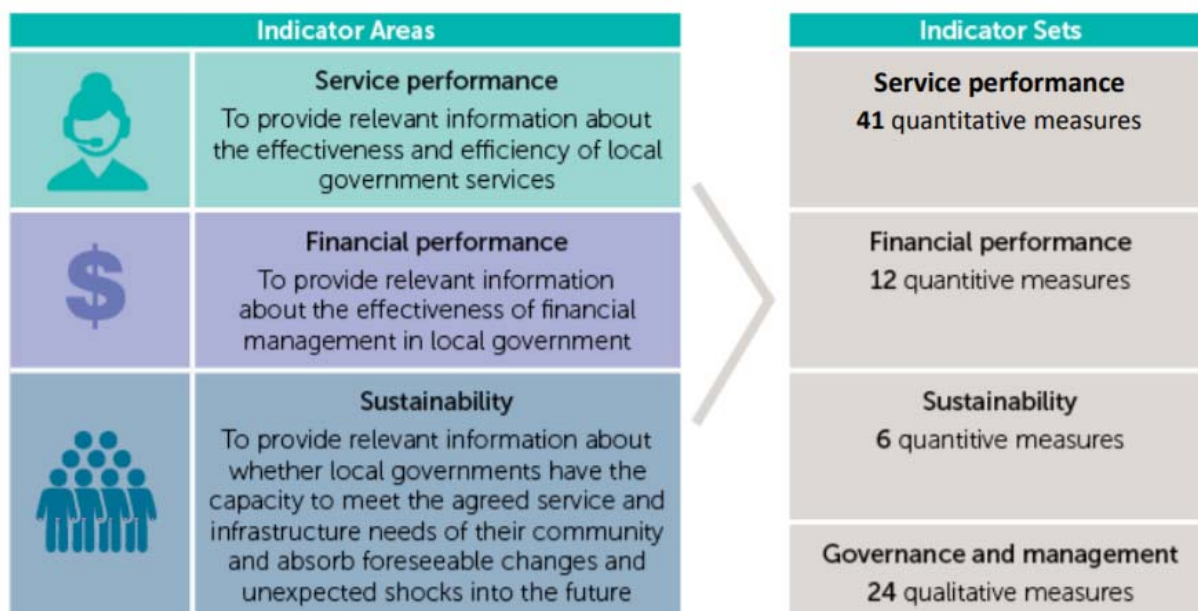 Indicator Areas
Service performance
To provide relevant information about
the effectiveness and efficiency of local
government services
$
Financial performance
To provide relevant information
about the effectiveness of financial
management in local government
Sustainability
To provide relevant information about
whether local governments have the
capacity to meet the agreed service and
infrastructure needs of their community
and absorb foreseeable changes and
unexpected shocks into the future
Indicator Sets
Service performance
41 quantitative measures
Financial performance
12 quantitive measures
Sustainability
6 quantitive measures
Governance and management
24 qualitative measures